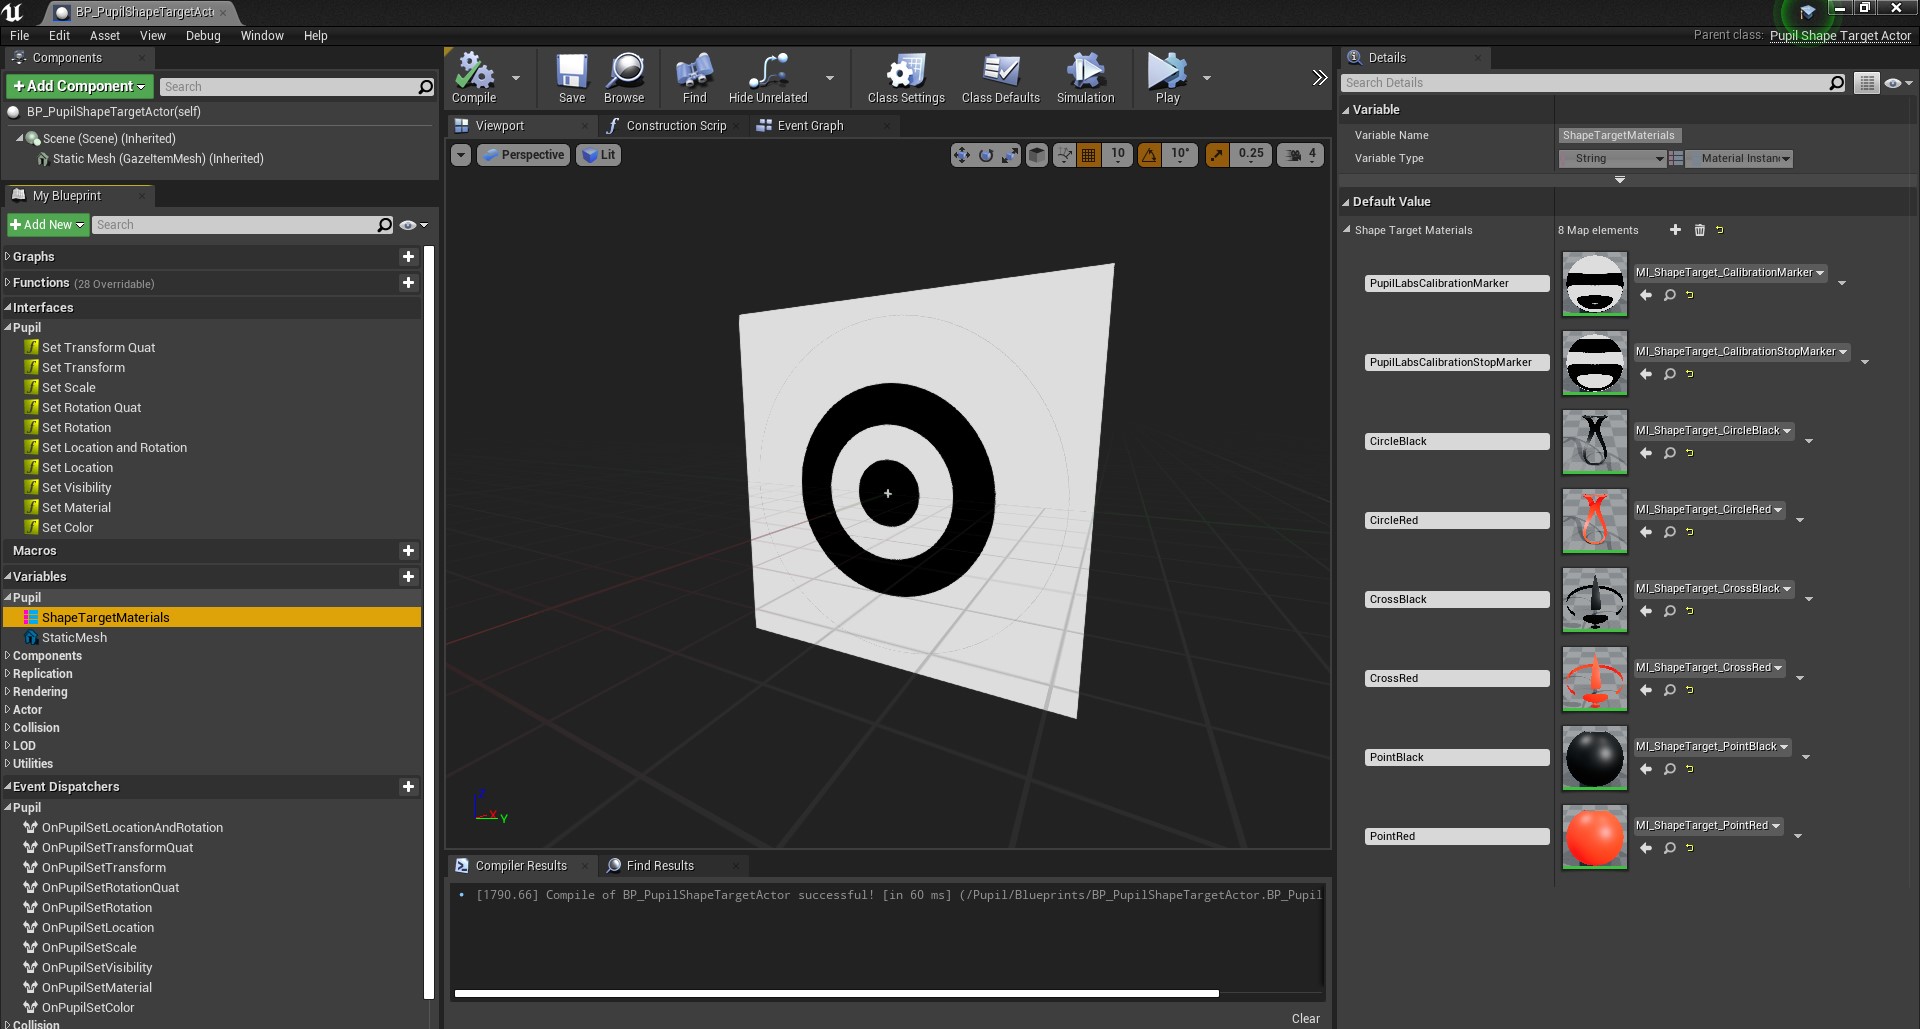 BP_PupilShapeTargetActo
File Edit Asset View Debug Window Help
Parent class: Pupil Shape Target Actor
Components
+ Add Component
Search
BP_PupilShapeTargetActor(self)
Scene (Scene) (Inherited)
Static Mesh (GazeItemMesh) (Inherited)
My Blueprint
+ Add New
Search
Graphs
Functions (28 Overridable)
Interfaces
Pupil
Set Transform Quat
Set Transform
Set Scale
Set Rotation Quat
Set Rotation
Set Location and Rotation
Set Location
Set Visibility
Set Material
Set Color
Macros
Variables
Pupil
ShapeTargetMaterials
StaticMesh
Components
Replication
Rendering
Actor
Collision
LOD
Utilities
Event Dispatchers
Pupil
OnPupilSetLocationAndRotation
OnPupilSetTransformQuat
OnPupilSetTransform
OnPupilSetRotationQuat
OnPupilSetRotation
OnPupilSetLocation
OnPupilSetScale
OnPupilSetVisibility
OnPupilSetMaterial
OnPupilSetColor
Collision
Compile Save Browse Find Hide Unrelated Class Settings Class Defaults Simulation Play
Viewport Construction Scrip Event Graph
Perspective Lit 10 10° 0.25 4
Z X Y
Compiler Results Find Results
[1790.66] Compile of BP_PupilShapeTargetActor successful! [in 60 ms] (/Pupil/Blueprints/BP_PupilShapeTargetActor.BP_Pupil
Clear
Details
Search Details
Variable
Variable Name ShapeTargetMaterials
Variable Type String Material Instanc
Default Value
Shape Target Materials 8 Map elements
PupilLabsCalibrationMarker MI_ShapeTarget_CalibrationMarker
PupilLabsCalibrationStopMarker MI_ShapeTarget_CalibrationStopMarker
CircleBlack MI_ShapeTarget_CircleBlack
CircleRed MI_ShapeTarget_CircleRed
CrossBlack MI_ShapeTarget_CrossBlack
CrossRed MI_ShapeTarget_CrossRed
PointBlack MI_ShapeTarget_PointBlack
PointRed MI_ShapeTarget_PointRed